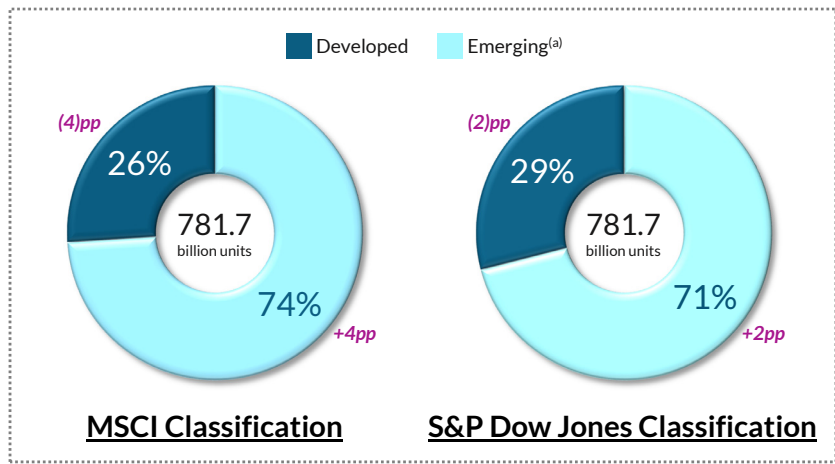 Developed Emerging(a)
(4)pp
26%
781.7
billion units
74%
+4pp
MSCI Classification
(2)pp
29%
781.7
billion units
71%
+2pp
S&P Dow Jones Classification